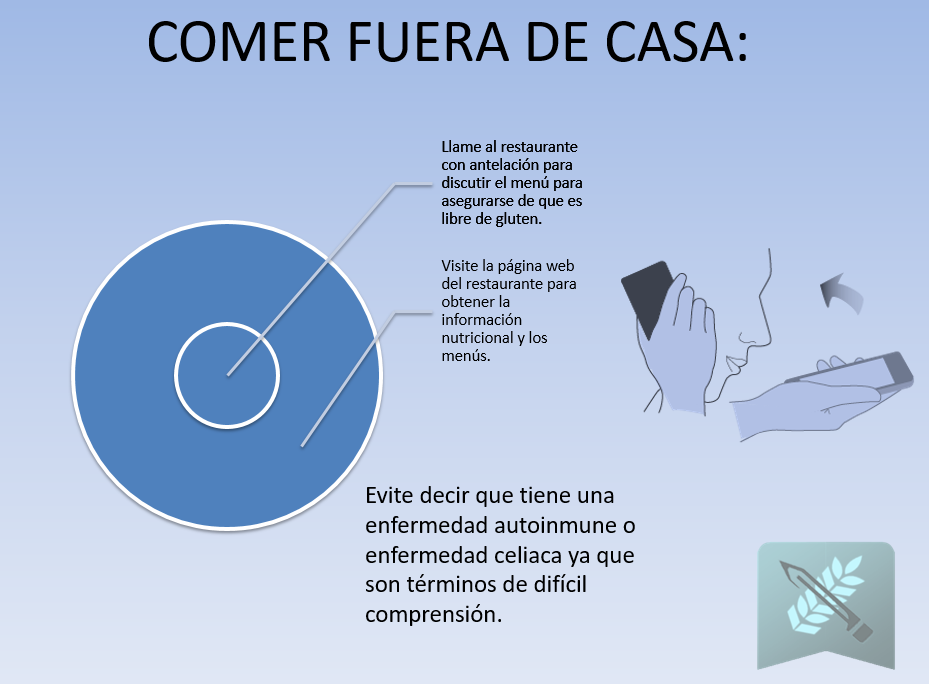 COMER FUERA DE CASA:
Llame al restaurante
con antelación para
discutir el menú para
asegurarse de que es
libre de gluten.
Visite la página web
del restaurante para
obtener la
información
nutricional y los
menús.
Evite decir que tiene una
enfermedad autoinmune o
enfermedad celiaca ya que
son términos de difícil
comprensión.